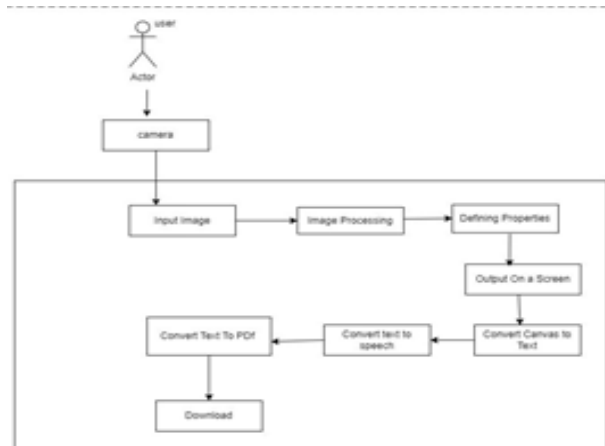 user
Actor
camera
Input Image
Image Processing
Defining Properties
Output On a Screen
Convert Canvas to
Text
Convert text to
speech
Convert Text To PDf
Download